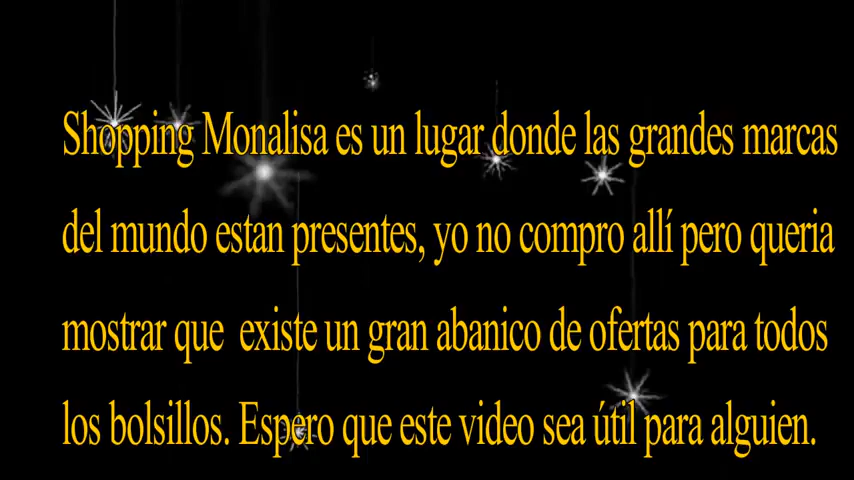 Shopping Monalisa es un lugar donde las grandes marcas
del mundo estan presentes, yo no compro allí pero queria
mostrar que existe un gran abanico de ofertas para todos
los bolsillos. Espero que este video sea útil para alguien.